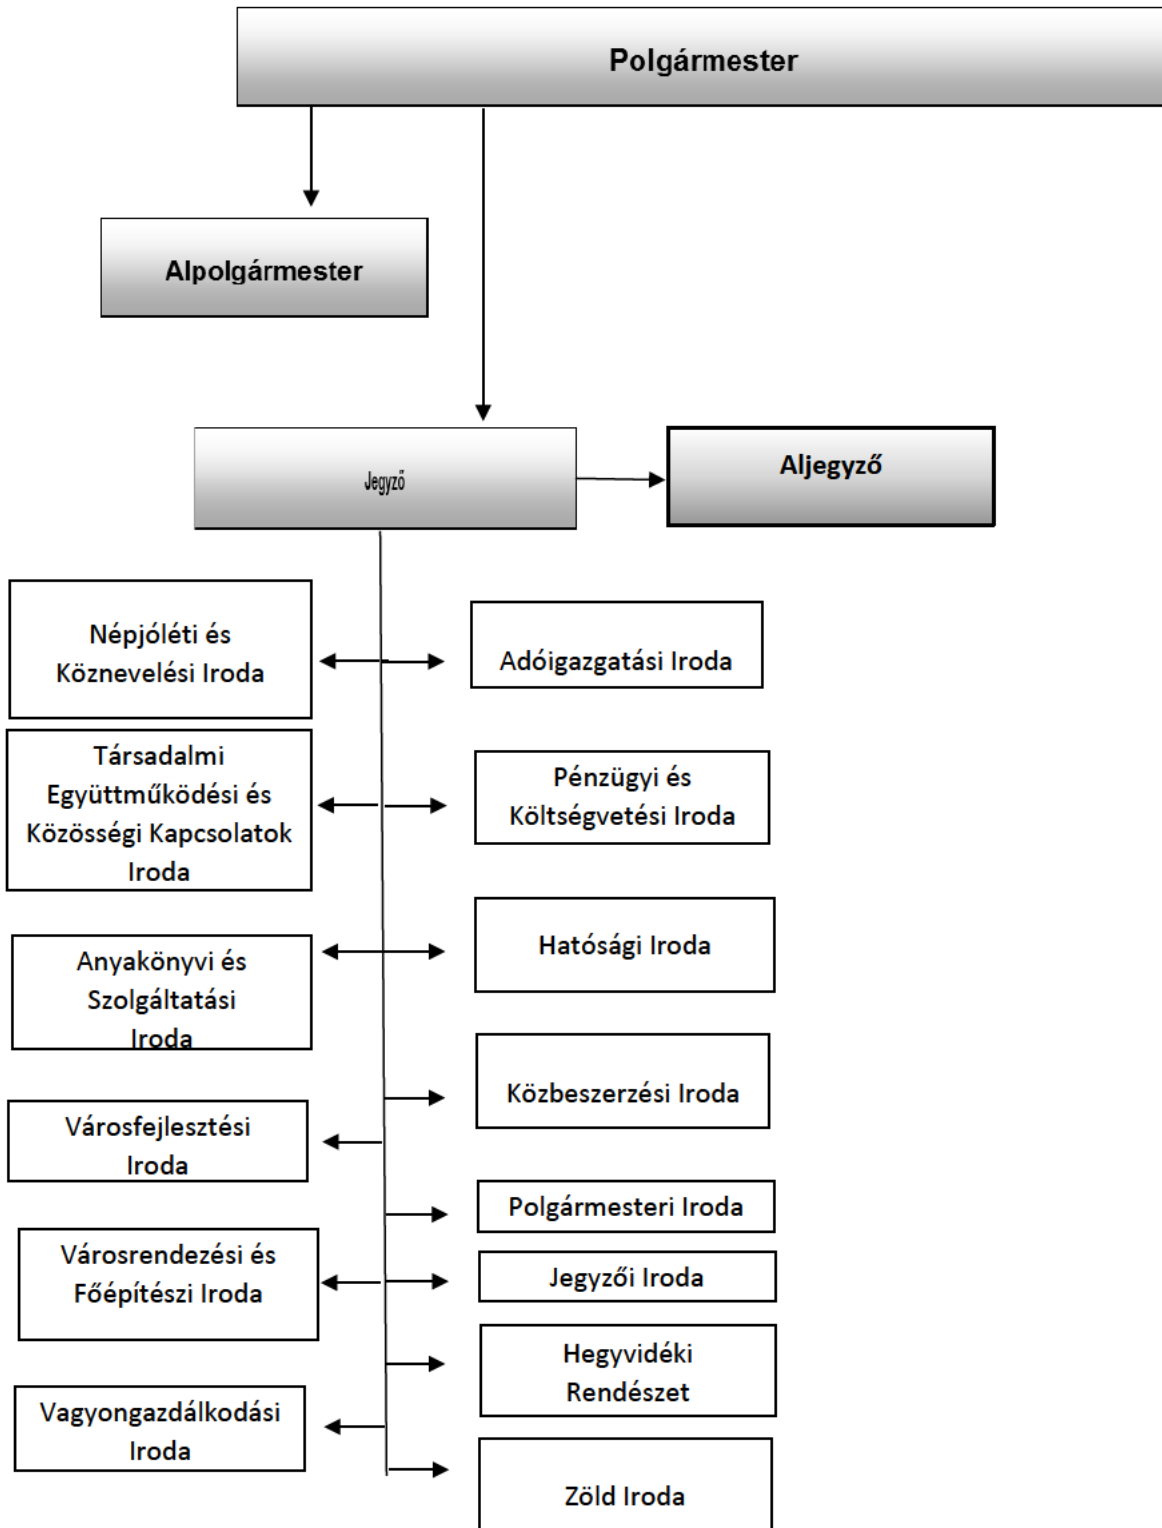 Polgármester
Alpolgármester
Jegyző
Aljegyző
Népjóléti és
Köznevelési Iroda
Adóigazgatási Iroda
Társadalmi
Együttműködési és
Közösségi Kapcsolatok
Iroda
Pénzügyi és
Költségvetési Iroda
Anyakönyvi és
Szolgáltatási
Iroda
Hatósági Iroda
Közbeszerzési Iroda
Városfejlesztési
Iroda
Polgármesteri Iroda
Városrendezési és
Főépítészi Iroda
Jegyzői Iroda
Hegyvidéki
Rendészet
Vagyongazdálkodási
Iroda
Zöld Iroda